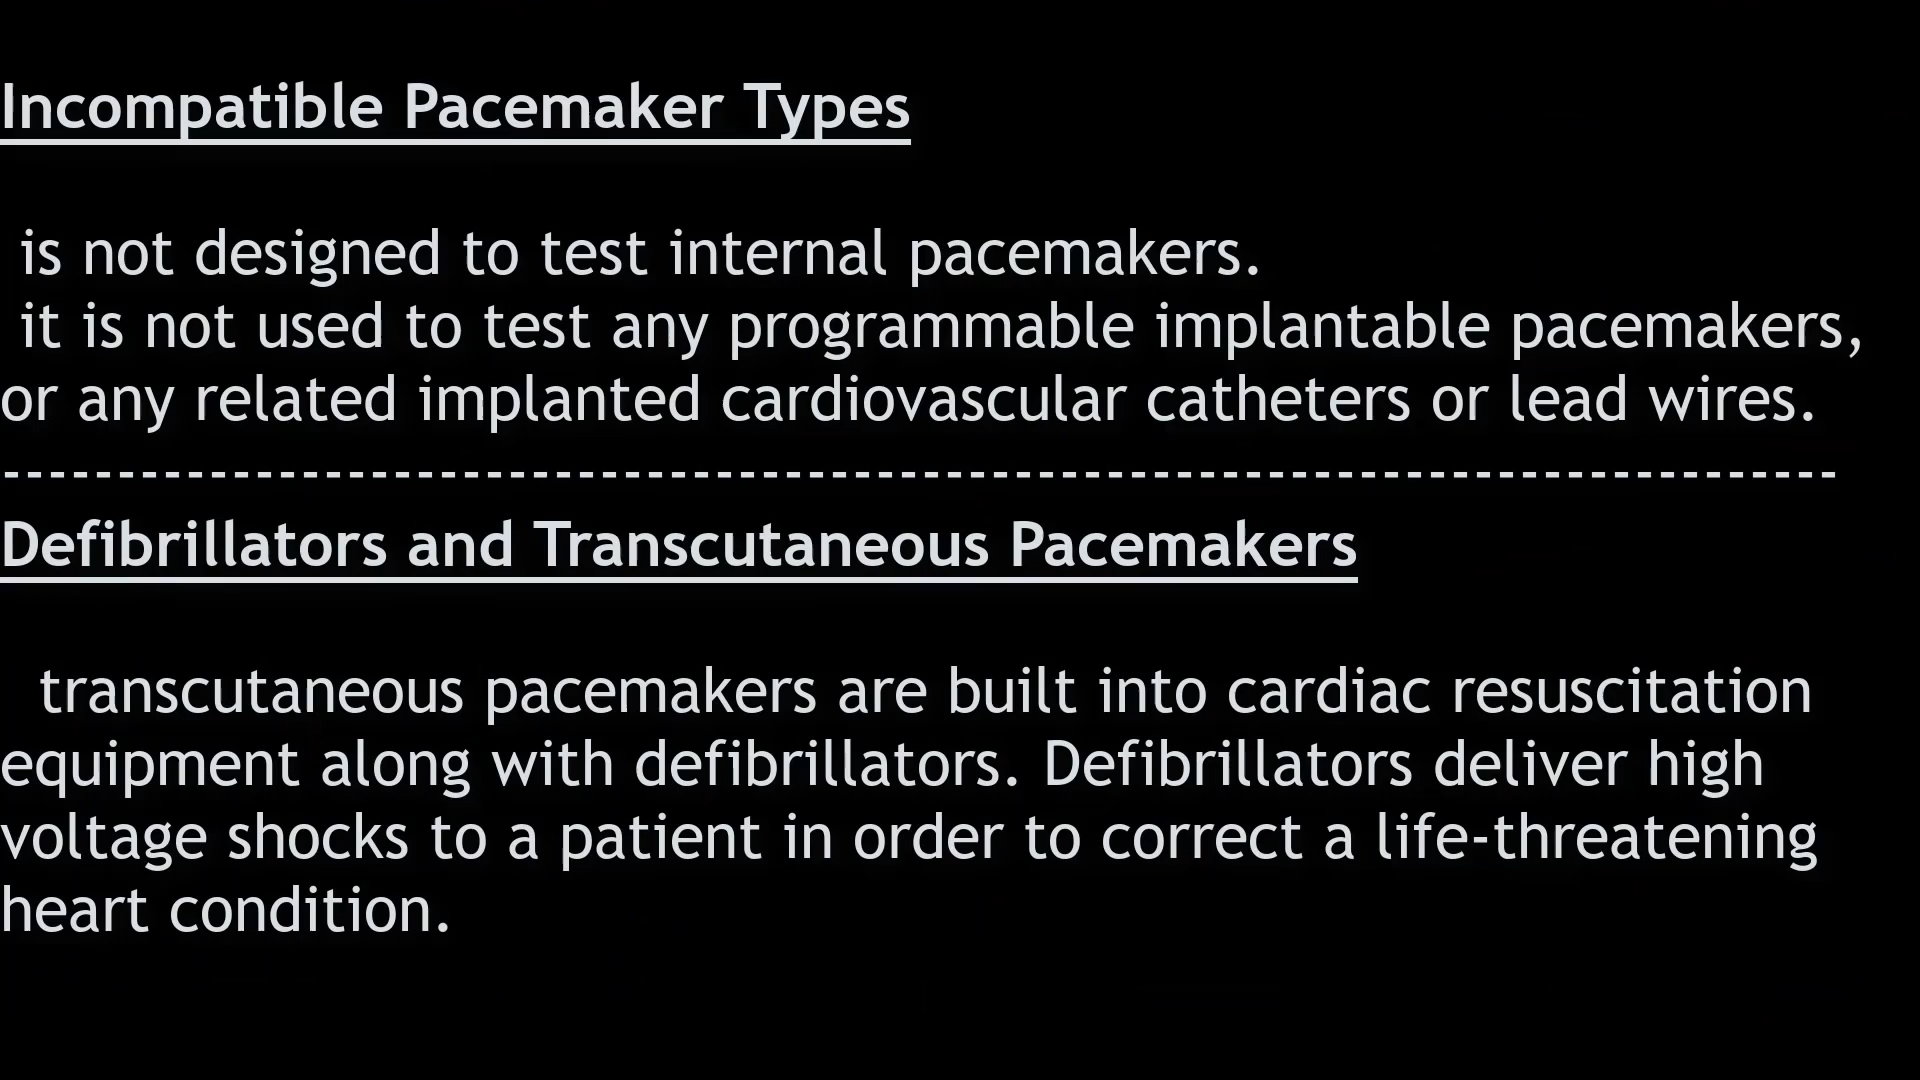 Incompatible Pacemaker Types
is not designed to test internal pacemakers.
it is not used to test any programmable implantable pacemakers,
or any related implanted cardiovascular catheters or lead wires.
--------------------------------------------------------------------------------
Defibrillators and Transcutaneous Pacemakers
transcutaneous pacemakers are built into cardiac resuscitation
equipment along with defibrillators. Defibrillators deliver high
voltage shocks to a patient in order to correct a life-threatening
heart condition.